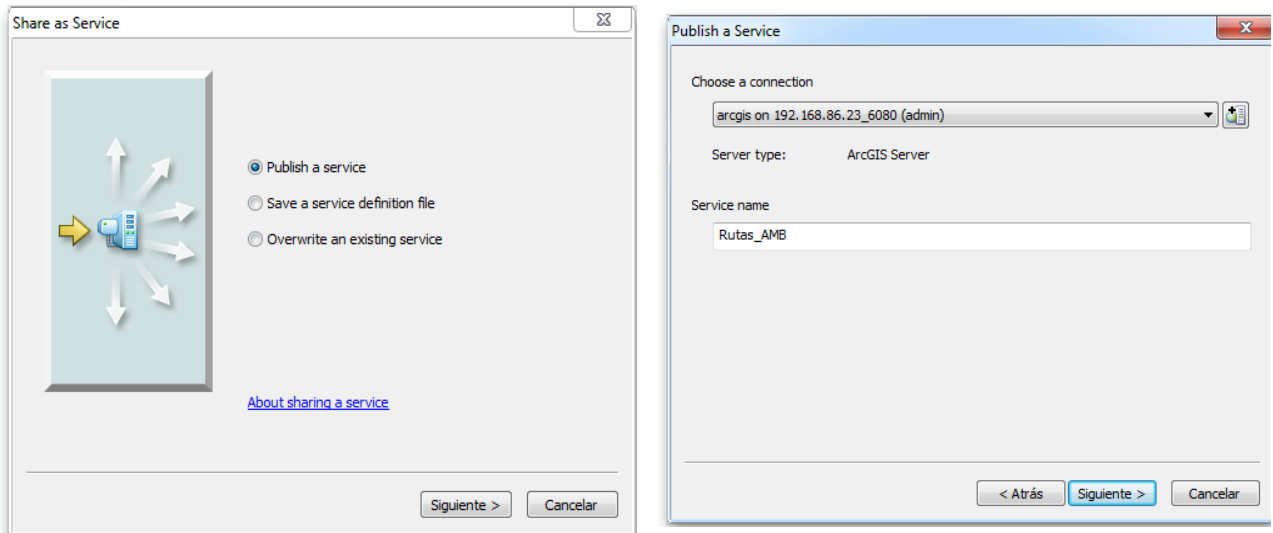 Share as Service
Publish a service
Save a service definition file
Overwrite an existing service
About sharing a service
Siguiente >
Cancelar
Publish a Service
Choose a connection
arcgis on 192.168.86.23_6080 (admin)
Server type: ArcGIS Server
Service name
Rutas_AMB
< Atrás
Siguiente >
Cancelar